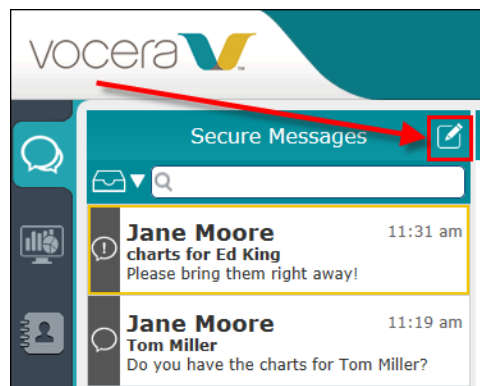 vocera
Secure Messages
Jane Moore 11:31 am
charts for Ed King
Please bring them right away!
Jane Moore 11:19 am
Tom Miller
Do you have the charts for Tom Miller?